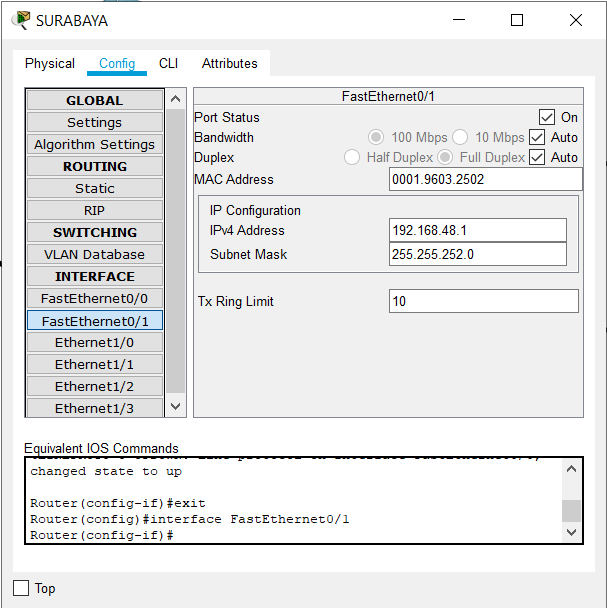 SURABAYA
Physical Config CLI Attributes
GLOBAL
Settings
Algorithm Settings
ROUTING
Static
RIP
SWITCHING
VLAN Database
INTERFACE
FastEthernet0/0
FastEthernet0/1
Ethernet1/0
Ethernet1/1
Ethernet1/2
Ethernet1/3
FastEthernet0/1
Port Status On
Bandwidth 100 Mbps 10 Mbps Auto
Duplex Half Duplex Full Duplex Auto
MAC Address 0001.9603.2502
IP Configuration
IPv4 Address 192.168.48.1
Subnet Mask 255.255.252.0
Tx Ring Limit 10
Equivalent IOS Commands
changed state to up
Router(config-if)#exit
Router(config)#interface FastEthernet0/1
Router(config-if)#
Top